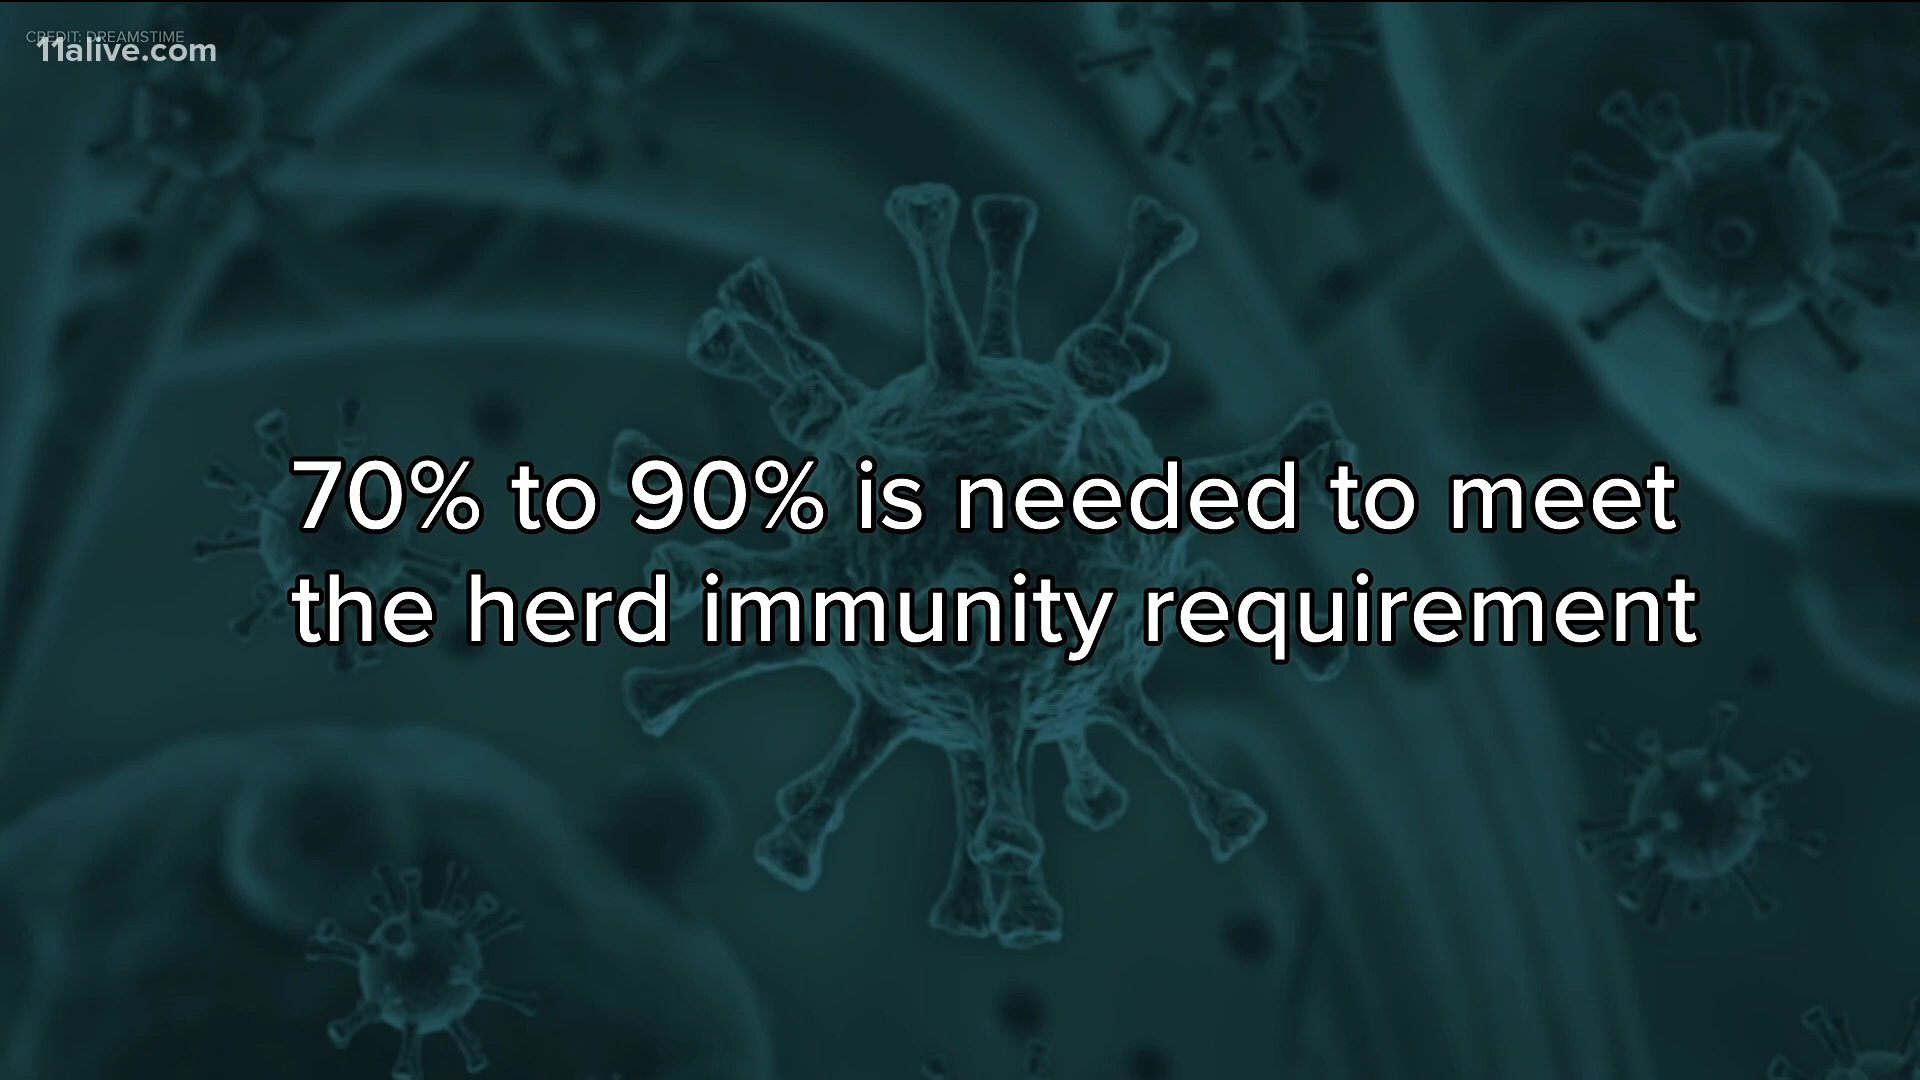 CREDIT: DREAMSTIME
11alive.com
70% to 90% is needed to meet
the herd immunity requirement